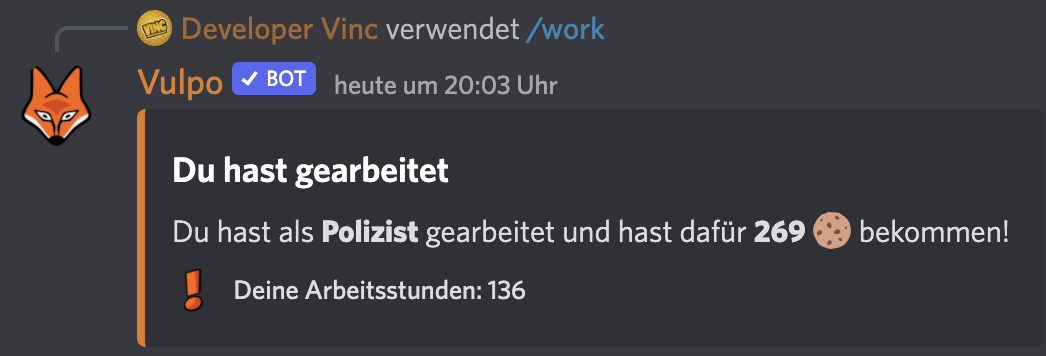 VINC Developer Vinc verwendet /work
Vulpo ✓ BOT heute um 20:03 Uhr
Du hast gearbeitet
Du hast als Polizist gearbeitet und hast dafür 269 🍪 bekommen!
Deine Arbeitsstunden: 136